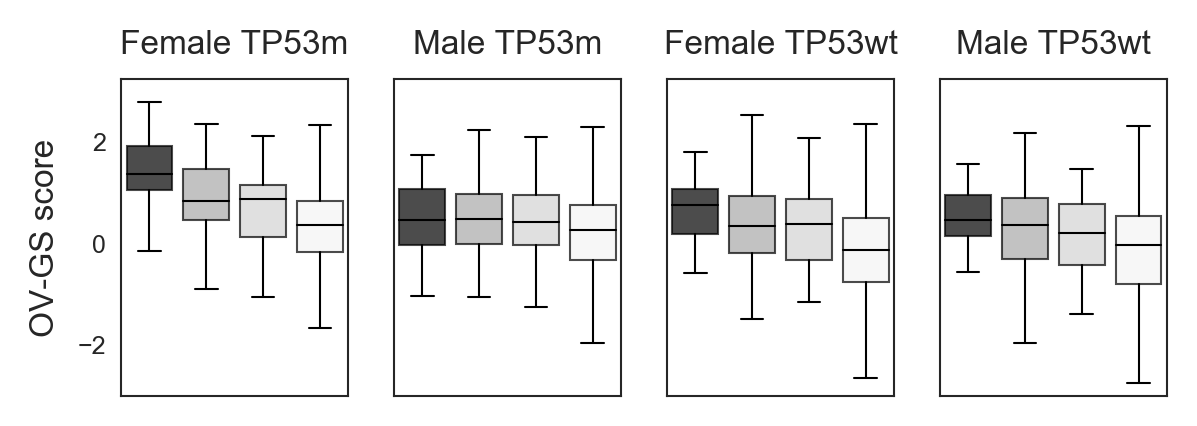 Female TP53m
Male TP53m
Female TP53wt
Male TP53wt
OV-GS score
2
0
−2